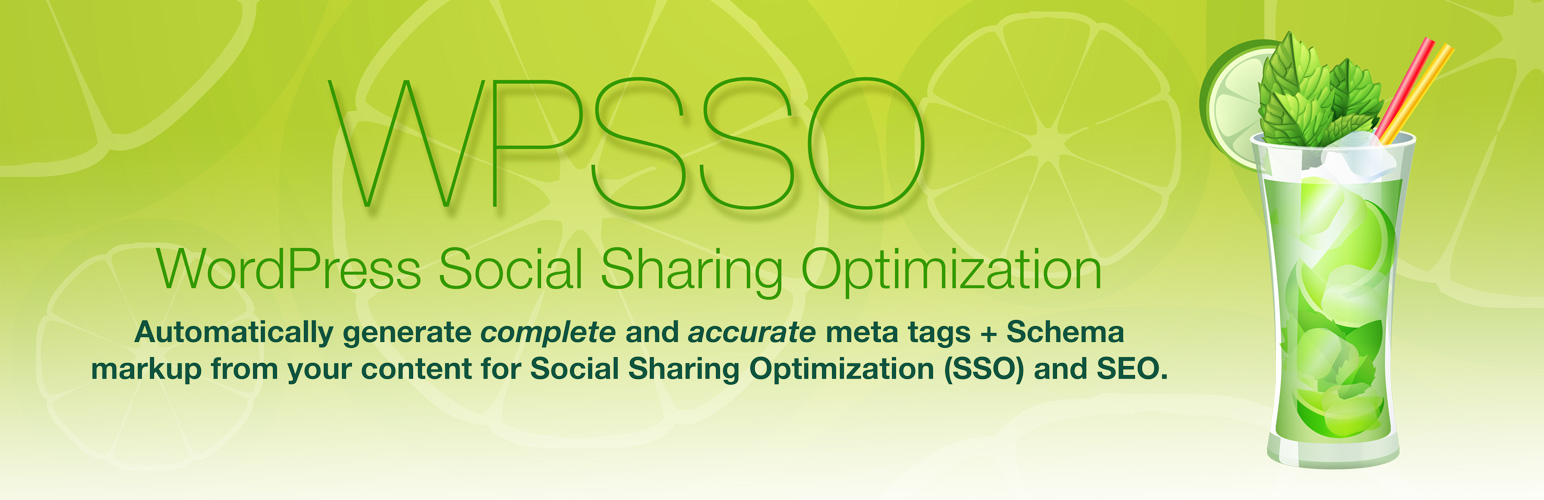 WPSSO
WordPress Social Sharing Optimization
Automatically generate complete and accurate meta tags + Schema
markup from your content for Social Sharing Optimization (SSO) and SEO.